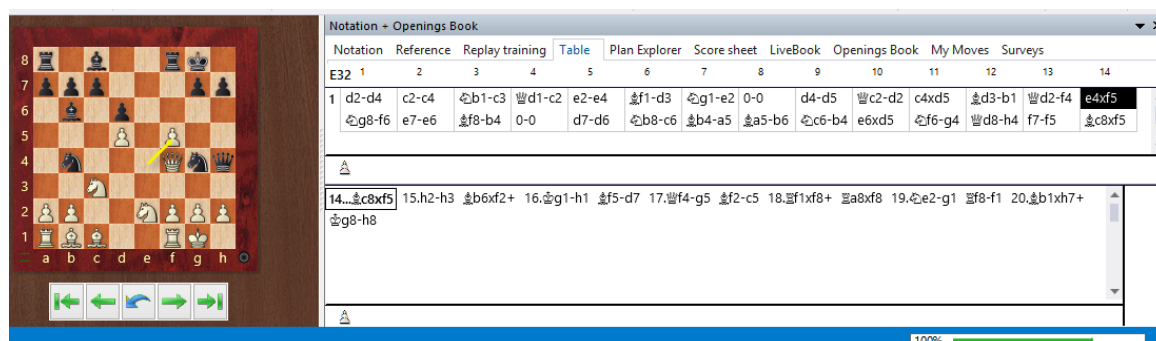 Notation + Openings Book
Notation Reference Replay training Table Plan Explorer Score sheet LiveBook Openings Book My Moves Surveys
E32 1 2 3 4 5 6 7 8 9 10 11 12 13 14
1 d2-d4 c2-c4 ♘b1-c3 ♕d1-c2 e2-e4 ♗f1-d3 ♘g1-e2 0-0 d4-d5 ♕c2-d2 c4xd5 ♗d3-b1 ♕d2-f4 e4xf5
♘g8-f6 e7-e6 ♗f8-b4 0-0 d7-d6 ♘b8-c6 ♗b4-a5 ♗a5-b6 ♘c6-b4 e6xd5 ♘f6-g4 ♕d8-h4 f7-f5 ♗c8xf5
14...♗c8xf5 15.h2-h3 ♗b6xf2+ 16.♔g1-h1 ♗f5-d7 17.♕f4-g5 ♗f2-c5 18.♖f1xf8+ ♖a8xf8 19.♘e2-g1 ♖f8-f1 20.♗b1xh7+
♔g8-h8
8
7
6
5
4
3
2
1
a b c d e f g h
100%